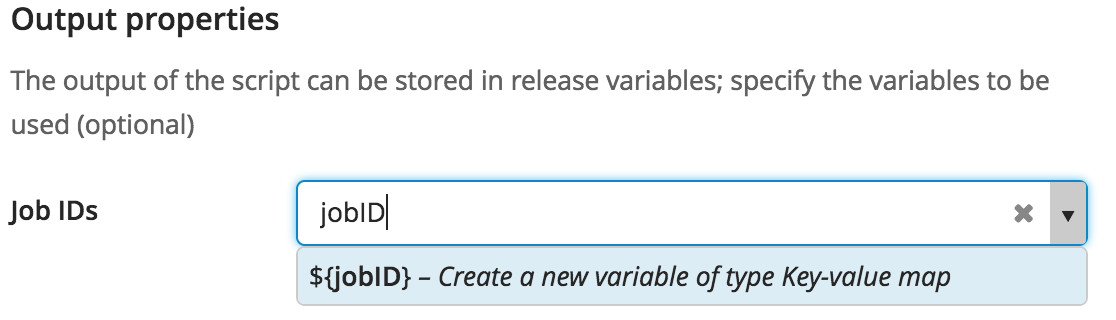 Output properties
The output of the script can be stored in release variables; specify the variables to be
used (optional)
Job IDs
jobID
${jobID} – Create a new variable of type Key-value map